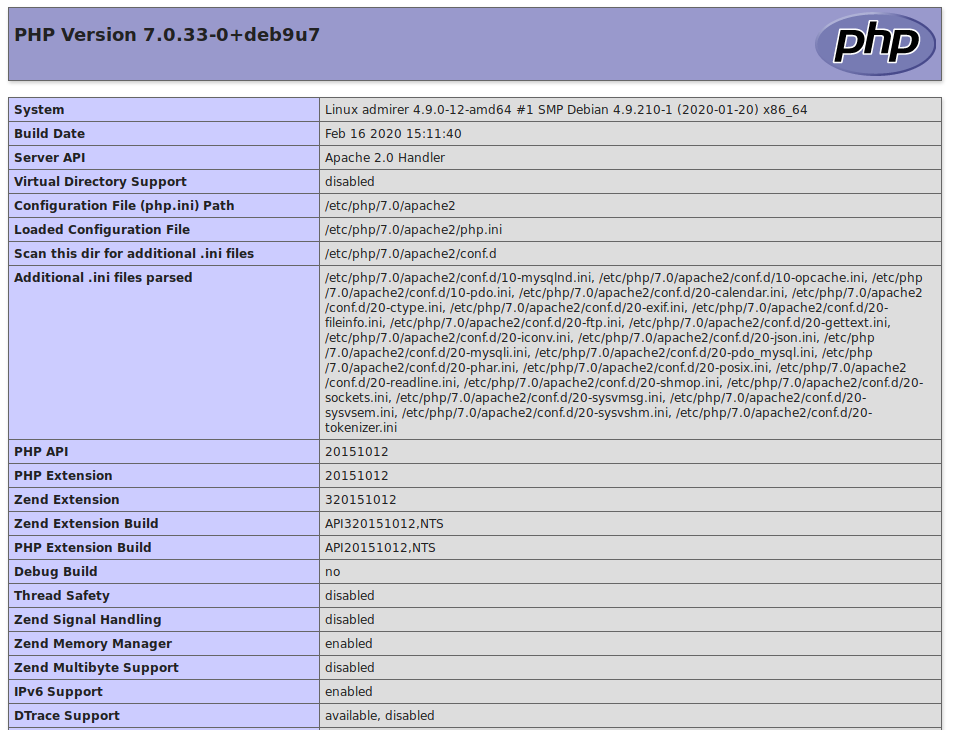 PHP Version 7.0.33-0+deb9u7
php
System Linux admirer 4.9.0-12-amd64 #1 SMP Debian 4.9.210-1 (2020-01-20) x86_64
Build Date Feb 16 2020 15:11:40
Server API Apache 2.0 Handler
Virtual Directory Support disabled
Configuration File (php.ini) Path /etc/php/7.0/apache2
Loaded Configuration File /etc/php/7.0/apache2/php.ini
Scan this dir for additional .ini files /etc/php/7.0/apache2/conf.d
Additional .ini files parsed /etc/php/7.0/apache2/conf.d/10-mysqlnd.ini, /etc/php/7.0/apache2/conf.d/10-opcache.ini, /etc/php
/7.0/apache2/conf.d/10-pdo.ini, /etc/php/7.0/apache2/conf.d/20-calendar.ini, /etc/php/7.0/apache2
/conf.d/20-ctype.ini, /etc/php/7.0/apache2/conf.d/20-exif.ini, /etc/php/7.0/apache2/conf.d/20-
fileinfo.ini, /etc/php/7.0/apache2/conf.d/20-ftp.ini, /etc/php/7.0/apache2/conf.d/20-gettext.ini,
/etc/php/7.0/apache2/conf.d/20-iconv.ini, /etc/php/7.0/apache2/conf.d/20-json.ini, /etc/php
/7.0/apache2/conf.d/20-mysqli.ini, /etc/php/7.0/apache2/conf.d/20-pdo_mysql.ini, /etc/php
/7.0/apache2/conf.d/20-phar.ini, /etc/php/7.0/apache2/conf.d/20-posix.ini, /etc/php/7.0/apache2
/conf.d/20-readline.ini, /etc/php/7.0/apache2/conf.d/20-shmop.ini, /etc/php/7.0/apache2/conf.d/20-
sockets.ini, /etc/php/7.0/apache2/conf.d/20-sysvmsg.ini, /etc/php/7.0/apache2/conf.d/20-
sysvsem.ini, /etc/php/7.0/apache2/conf.d/20-sysvshm.ini, /etc/php/7.0/apache2/conf.d/20-
tokenizer.ini
PHP API 20151012
PHP Extension 20151012
Zend Extension 320151012
Zend Extension Build API320151012,NTS
PHP Extension Build API20151012,NTS
Debug Build no
Thread Safety disabled
Zend Signal Handling disabled
Zend Memory Manager enabled
Zend Multibyte Support disabled
IPv6 Support enabled
DTrace Support available, disabled